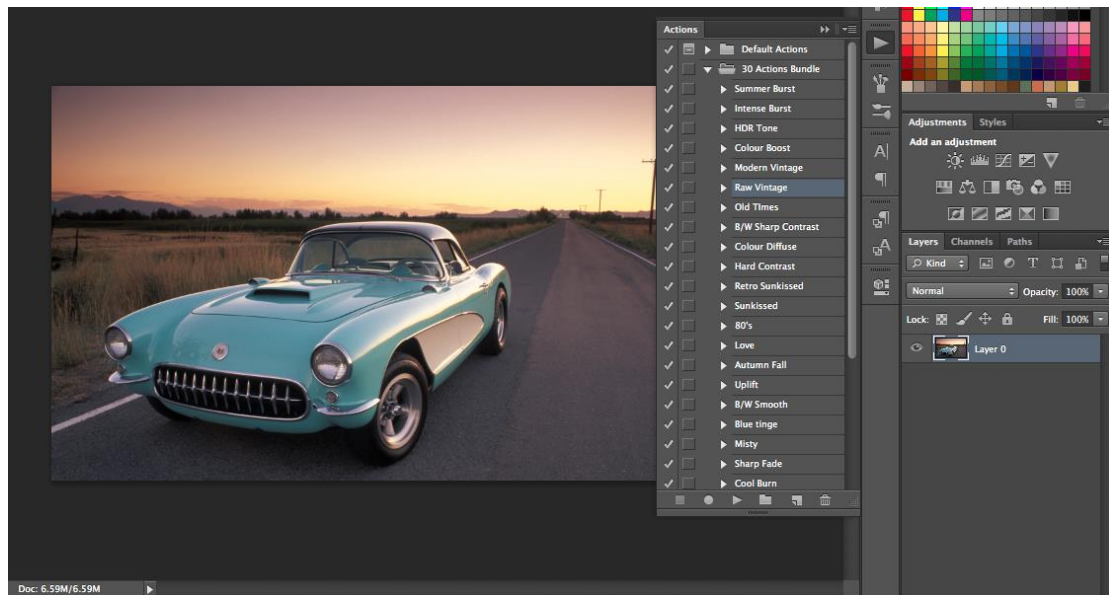 Actions
Default Actions
30 Actions Bundle
Summer Burst
Intense Burst
HDR Tone
Colour Boost
Modern Vintage
Raw Vintage
Old TImes
B/W Sharp Contrast
Colour Diffuse
Hard Contrast
Retro Sunkissed
Sunkissed
80's
Love
Autumn Fall
Uplift
B/W Smooth
Blue tinge
Misty
Sharp Fade
Cool Burn
Adjustments Styles
Add an adjustment
Layers Channels Paths
Kind
Normal Opacity: 100%
Lock: Fill: 100%
Layer 0
Doc: 6.59M/6.59M